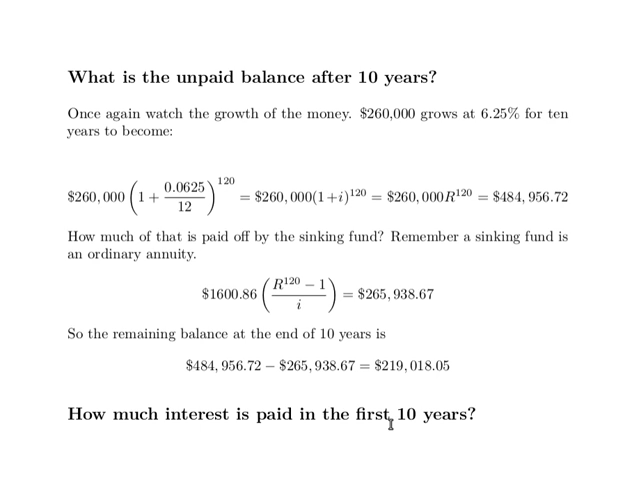 What is the unpaid balance after 10 years?
Once again watch the growth of the money. $260,000 grows at 6.25% for ten
years to become:
$260,000 (1 + 0.0625/12)^120 = $260,000(1+i)^120 = $260,000R^120 = $484,956.72
How much of that is paid off by the sinking fund? Remember a sinking fund is
an ordinary annuity.
$1600.86 ((R^120 − 1)/i) = $265,938.67
So the remaining balance at the end of 10 years is
$484,956.72 − $265,938.67 = $219,018.05
How much interest is paid in the first 10 years?